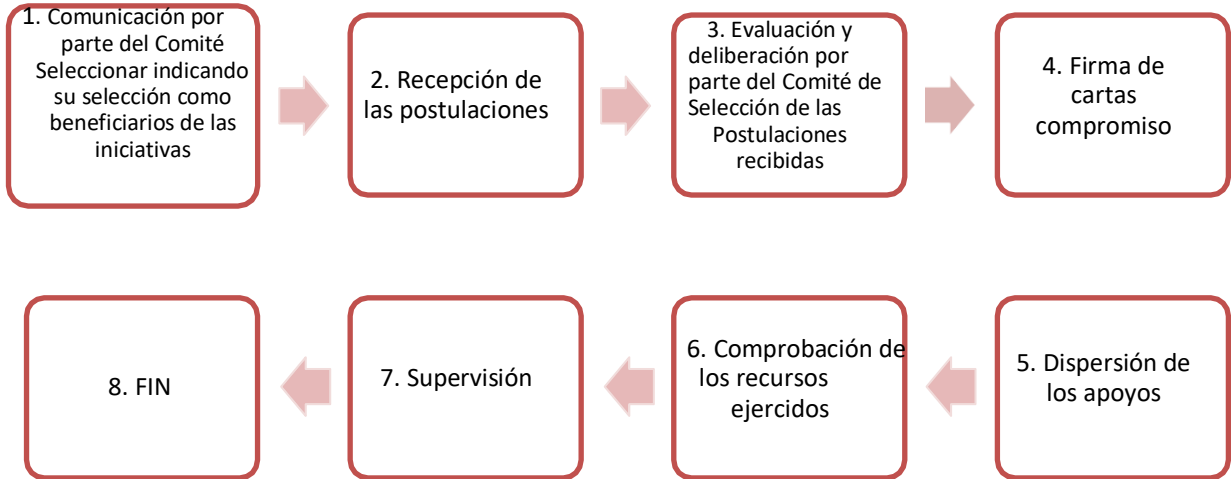 1. Comunicación por
parte del Comité
Seleccionar indicando
su selección como
beneficiarios de las
iniciativas
2. Recepción de
las postulaciones
3. Evaluación y
deliberación por
parte del Comité de
Selección de las
Postulaciones
recibidas
4. Firma de
cartas
compromiso
5. Dispersión de
los apoyos
6. Comprobación de
los recursos
ejercidos
7. Supervisión
8. FIN